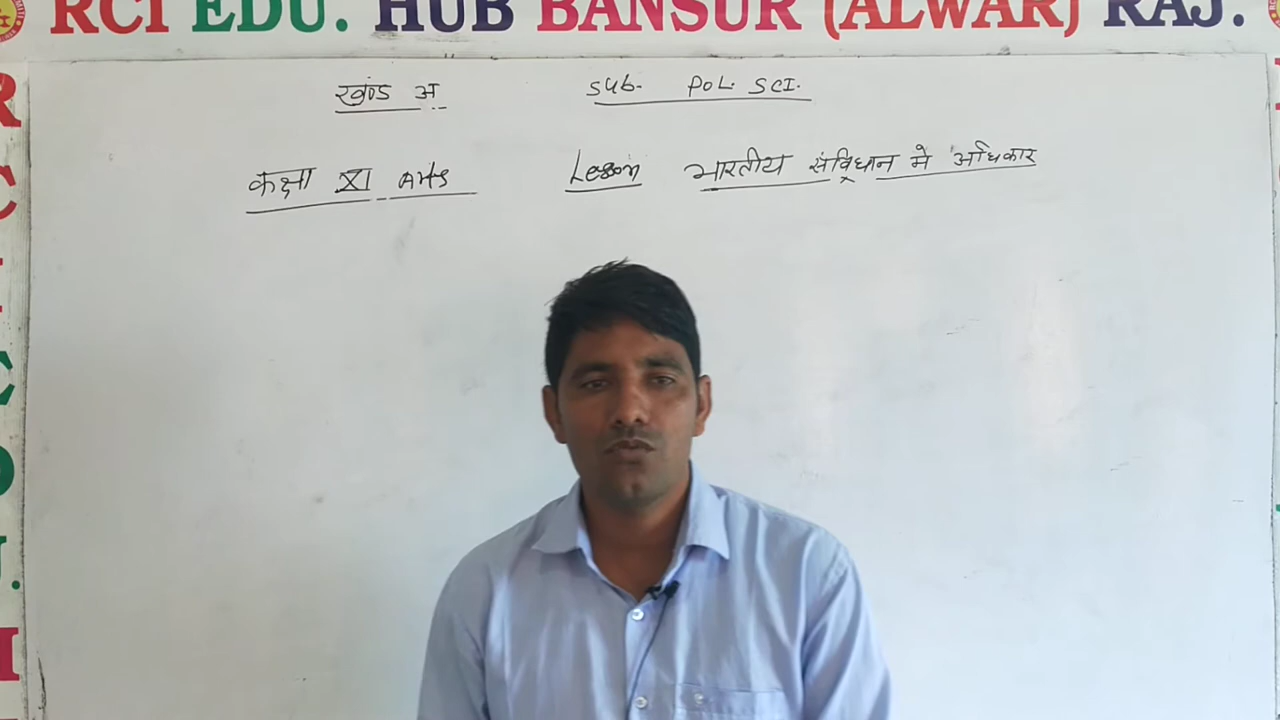 RCI EDU. HUB BANSUR (ALWAR) RAJ.
खण्ड अ Sub. POL. SCI.
कक्षा XI Arts Lesson भारतीय संविधान मे अधिकार